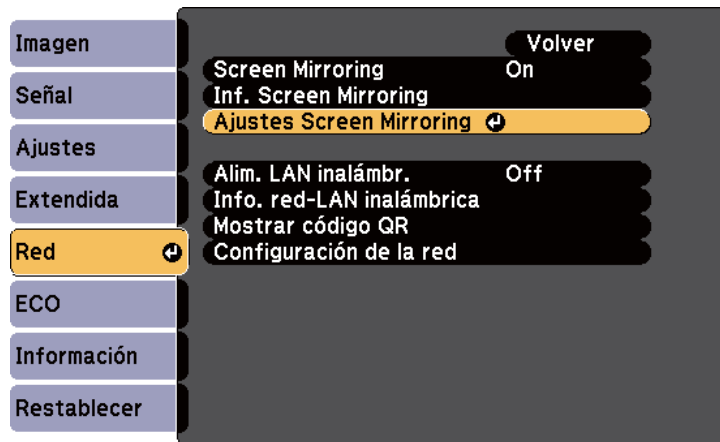 Imagen
Señal
Ajustes
Extendida
Red
ECO
Información
Restablecer
Volver
Screen Mirroring On
Inf. Screen Mirroring
Ajustes Screen Mirroring
Alim. LAN inalámbr. Off
Info. red-LAN inalámbrica
Mostrar código QR
Configuración de la red